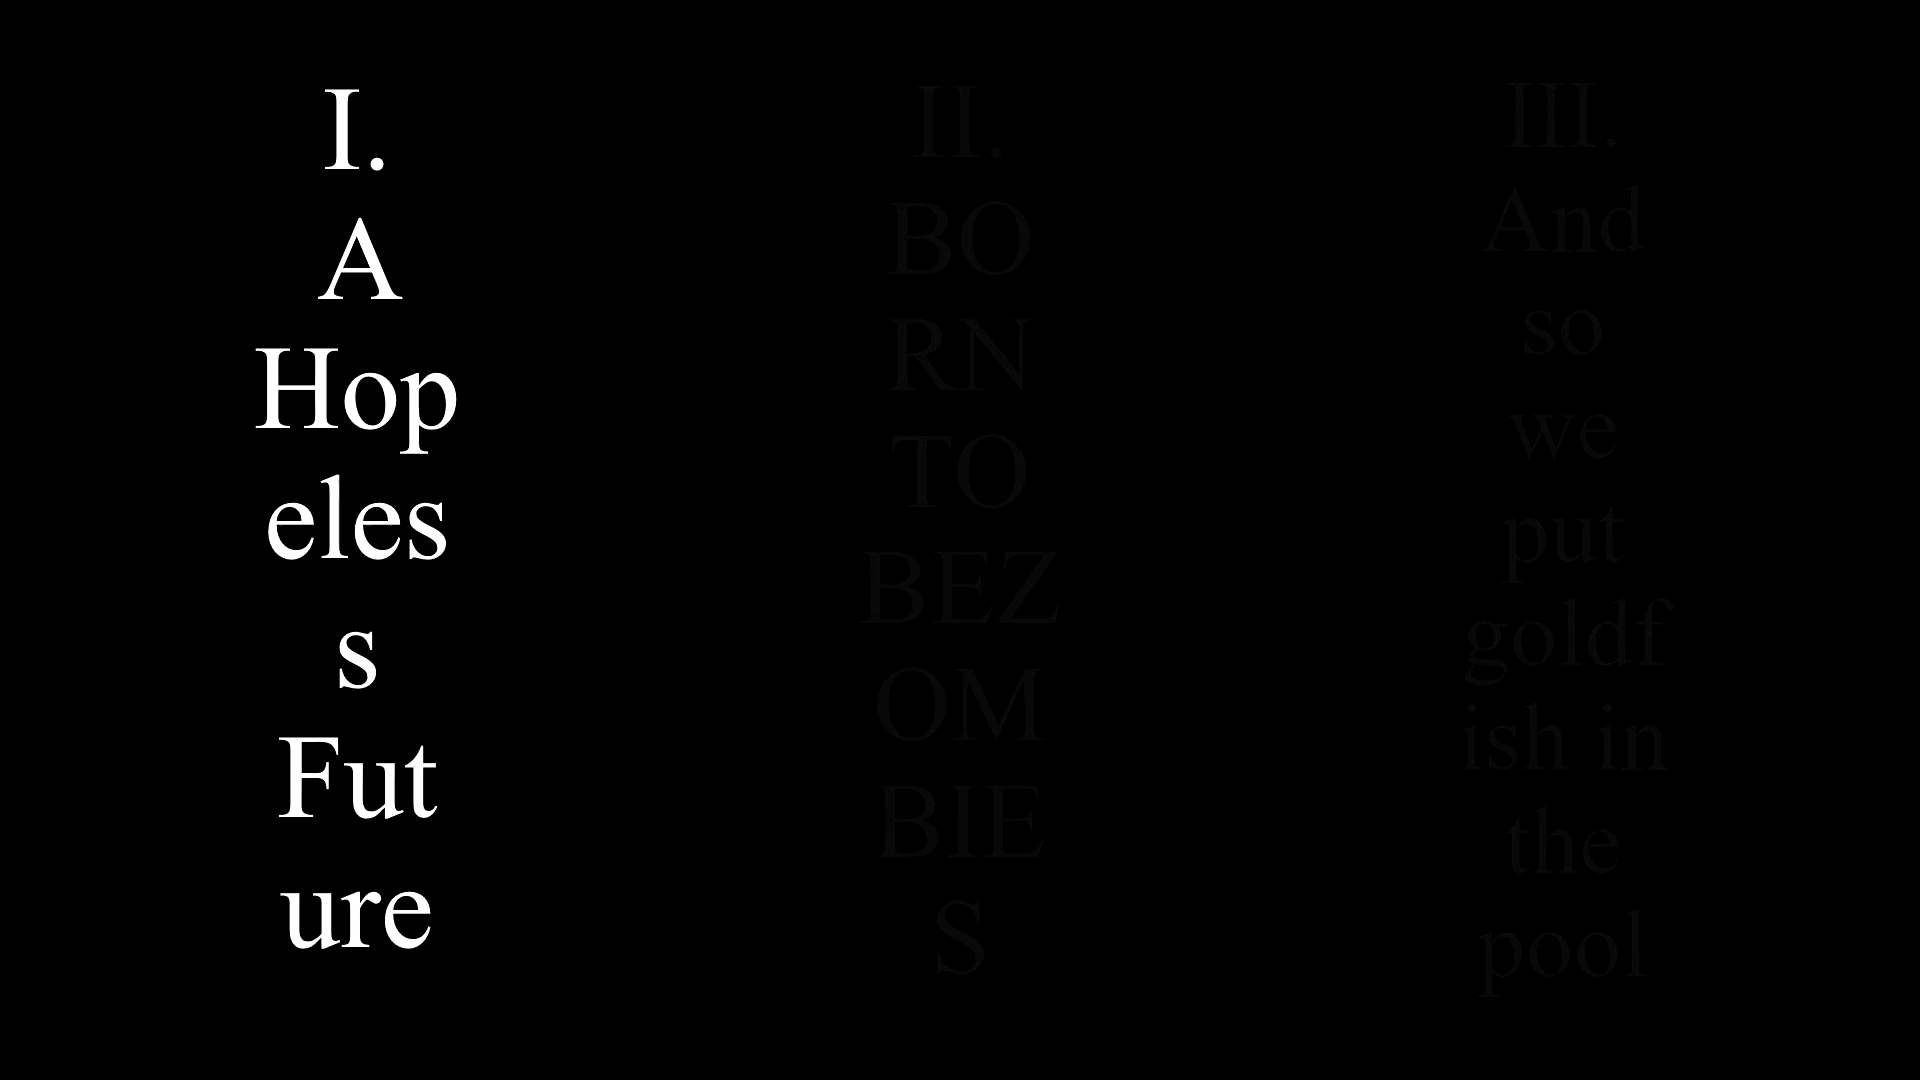 I.
A
Hop
eles
s
Fut
ure
II.
BO
RN
TO
BEZ
OM
BIE
S
III.
And
so
we
put
goldf
ish in
the
pool